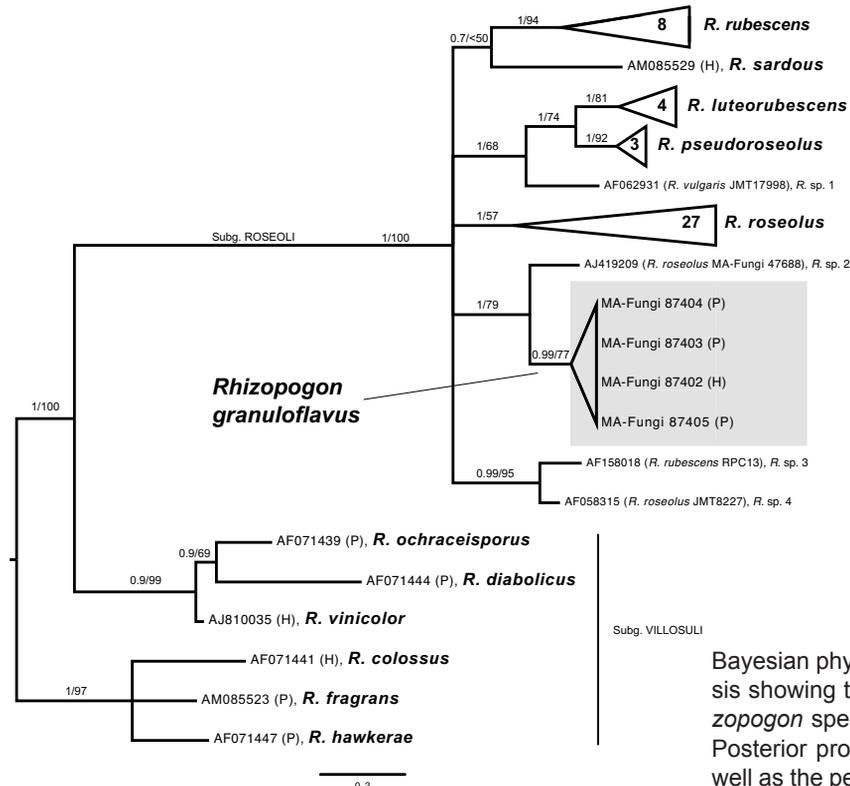 1/94
8
R. rubescens
0.7/<50
AM085529 (H), R. sardous
1/81
4
R. luteorubescens
1/74
1/92
3
R. pseudoroseolus
1/68
AF062931 (R. vulgaris JMT17998), R. sp. 1
1/57
27
R. roseolus
Subg. ROSEOLI
1/100
AJ419209 (R. roseolus MA-Fungi 47688), R. sp. 2
1/79
MA-Fungi 87404 (P)
MA-Fungi 87403 (P)
0.99/77
MA-Fungi 87402 (H)
MA-Fungi 87405 (P)
Rhizopogon
granuloflavus
1/100
AF158018 (R. rubescens RPC13), R. sp. 3
0.99/95
AF058315 (R. roseolus JMT8227), R. sp. 4
AF071439 (P), R. ochraceisporus
0.9/69
0.9/99
AF071444 (P), R. diabolicus
AJ810035 (H), R. vinicolor
Subg. VILLOSULI
AF071441 (H), R. colossus
1/97
AM085523 (P), R. fragrans
AF071447 (P), R. hawkerae
Bayesian phy
sis showing t
zopogon spe
Posterior pro
well as the pe